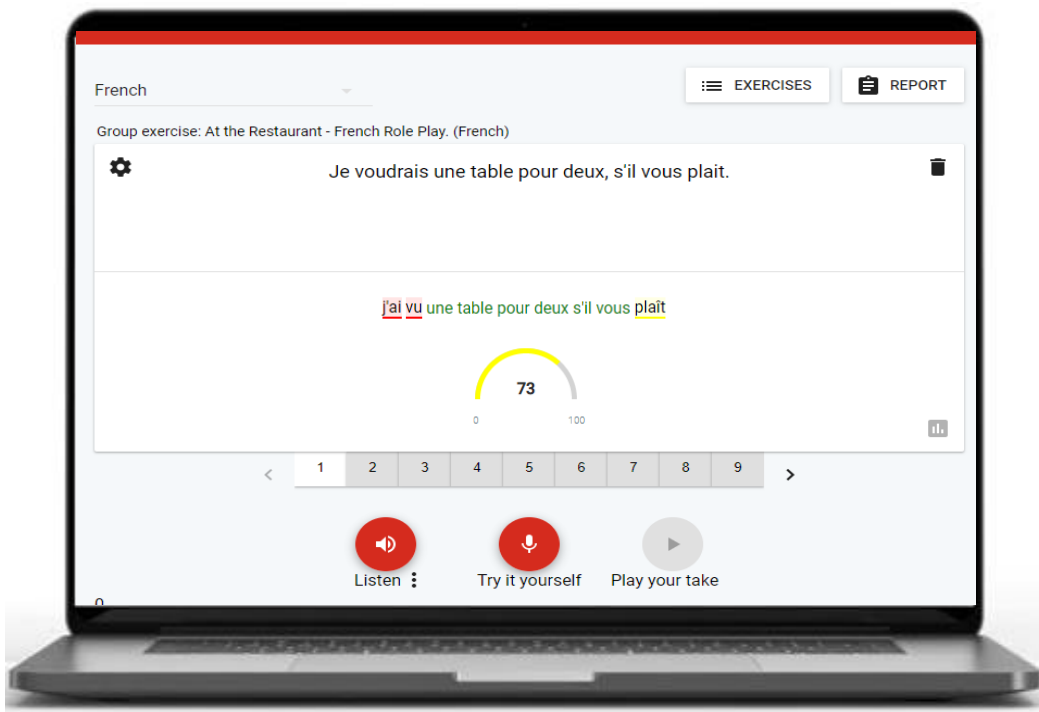 French
EXERCISES
REPORT
Group exercise: At the Restaurant - French Role Play. (French)
Je voudrais une table pour deux, s'il vous plait.
j'ai vu une table pour deux s'il vous plaît
73
0 100
1 2 3 4 5 6 7 8 9
Listen Try it yourself Play your take
0